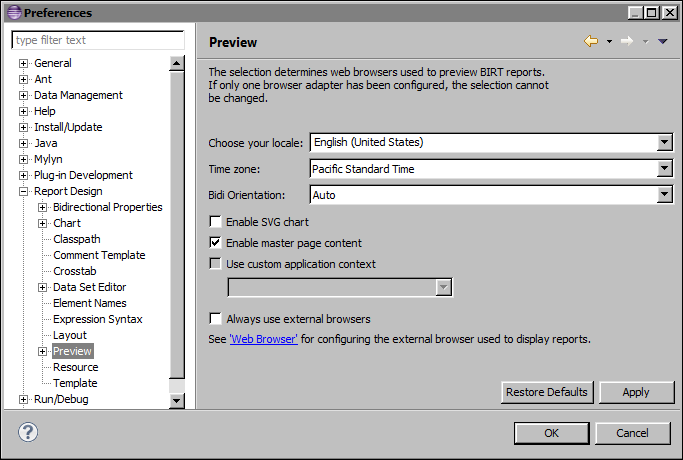 Preferences
type filter text
General
Ant
Data Management
Help
Install/Update
Java
Mylyn
Plug-in Development
Report Design
Bidirectional Properties
Chart
Classpath
Comment Template
Crosstab
Data Set Editor
Element Names
Expression Syntax
Layout
Preview
Resource
Template
Run/Debug
Preview
The selection determines web browsers used to preview BIRT reports.
If only one browser adapter has been configured, the selection cannot
be changed.
Choose your locale: English (United States)
Time zone: Pacific Standard Time
Bidi Orientation: Auto
Enable SVG chart
Enable master page content
Use custom application context
Always use external browsers
See 'Web Browser' for configuring the external browser used to display reports.
Restore Defaults Apply
? OK Cancel